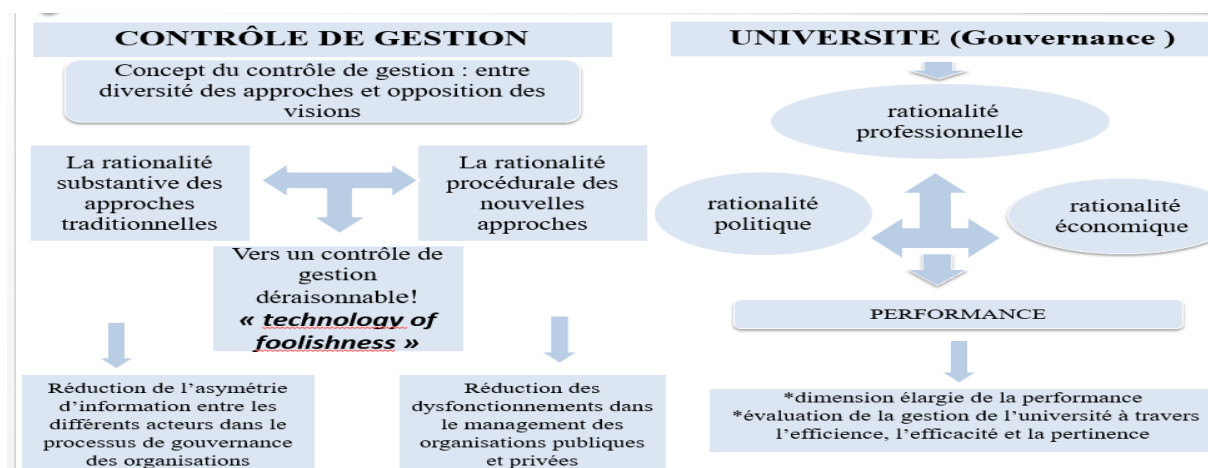 CONTRÔLE DE GESTION
Concept du contrôle de gestion : entre
diversité des approches et opposition des
visions
La rationalité
substantive des
approches
traditionnelles
La rationalité
procédurale des
nouvelles
approches
Vers un contrôle de
gestion
déraisonnable!
« technology of
foolishness »
Réduction de l’asymétrie
d’information entre les
différents acteurs dans le
processus de gouvernance
des organisations
Réduction des
dysfonctionnements dans
le management des
organisations publiques
et privées
UNIVERSITE (Gouvernance )
rationalité
professionnelle
rationalité
politique
rationalité
économique
PERFORMANCE
*dimension élargie de la performance
*évaluation de la gestion de l’université à travers
l’efficience, l’efficacité et la pertinence